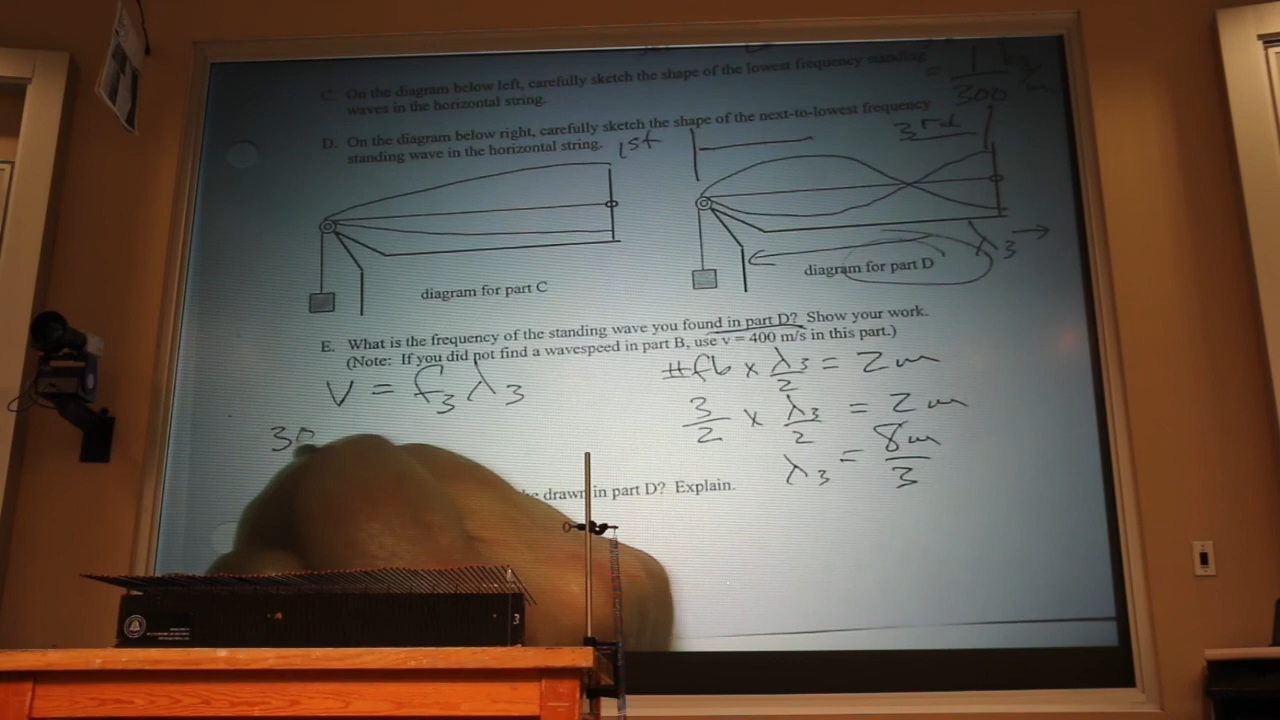 C. On the diagram below left, carefully sketch the shape of the lowest frequency standing
waves in the horizontal string.
= 1
300 m
D. On the diagram below right, carefully sketch the shape of the next-to-lowest frequency
standing wave in the horizontal string.
1st
3rd
λ3
diagram for part C
diagram for part D
E. What is the frequency of the standing wave you found in part D? Show your work.
(Note: If you did not find a wavespeed in part B, use v = 400 m/s in this part.)
V = f3 λ3
#fb × λ3/2 = 2m
3/2 × λ3/2 = 2m
λ3 = 8m/3
30
drawn in part D? Explain.
3